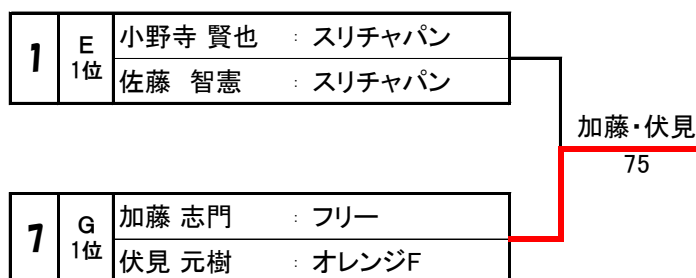 1 E 1位 小野寺 賢也 : スリチャパン
佐藤 智憲 : スリチャパン
加藤・伏見
75
7 G 1位 加藤 志門 : フリー
伏見 元樹 : オレンジF